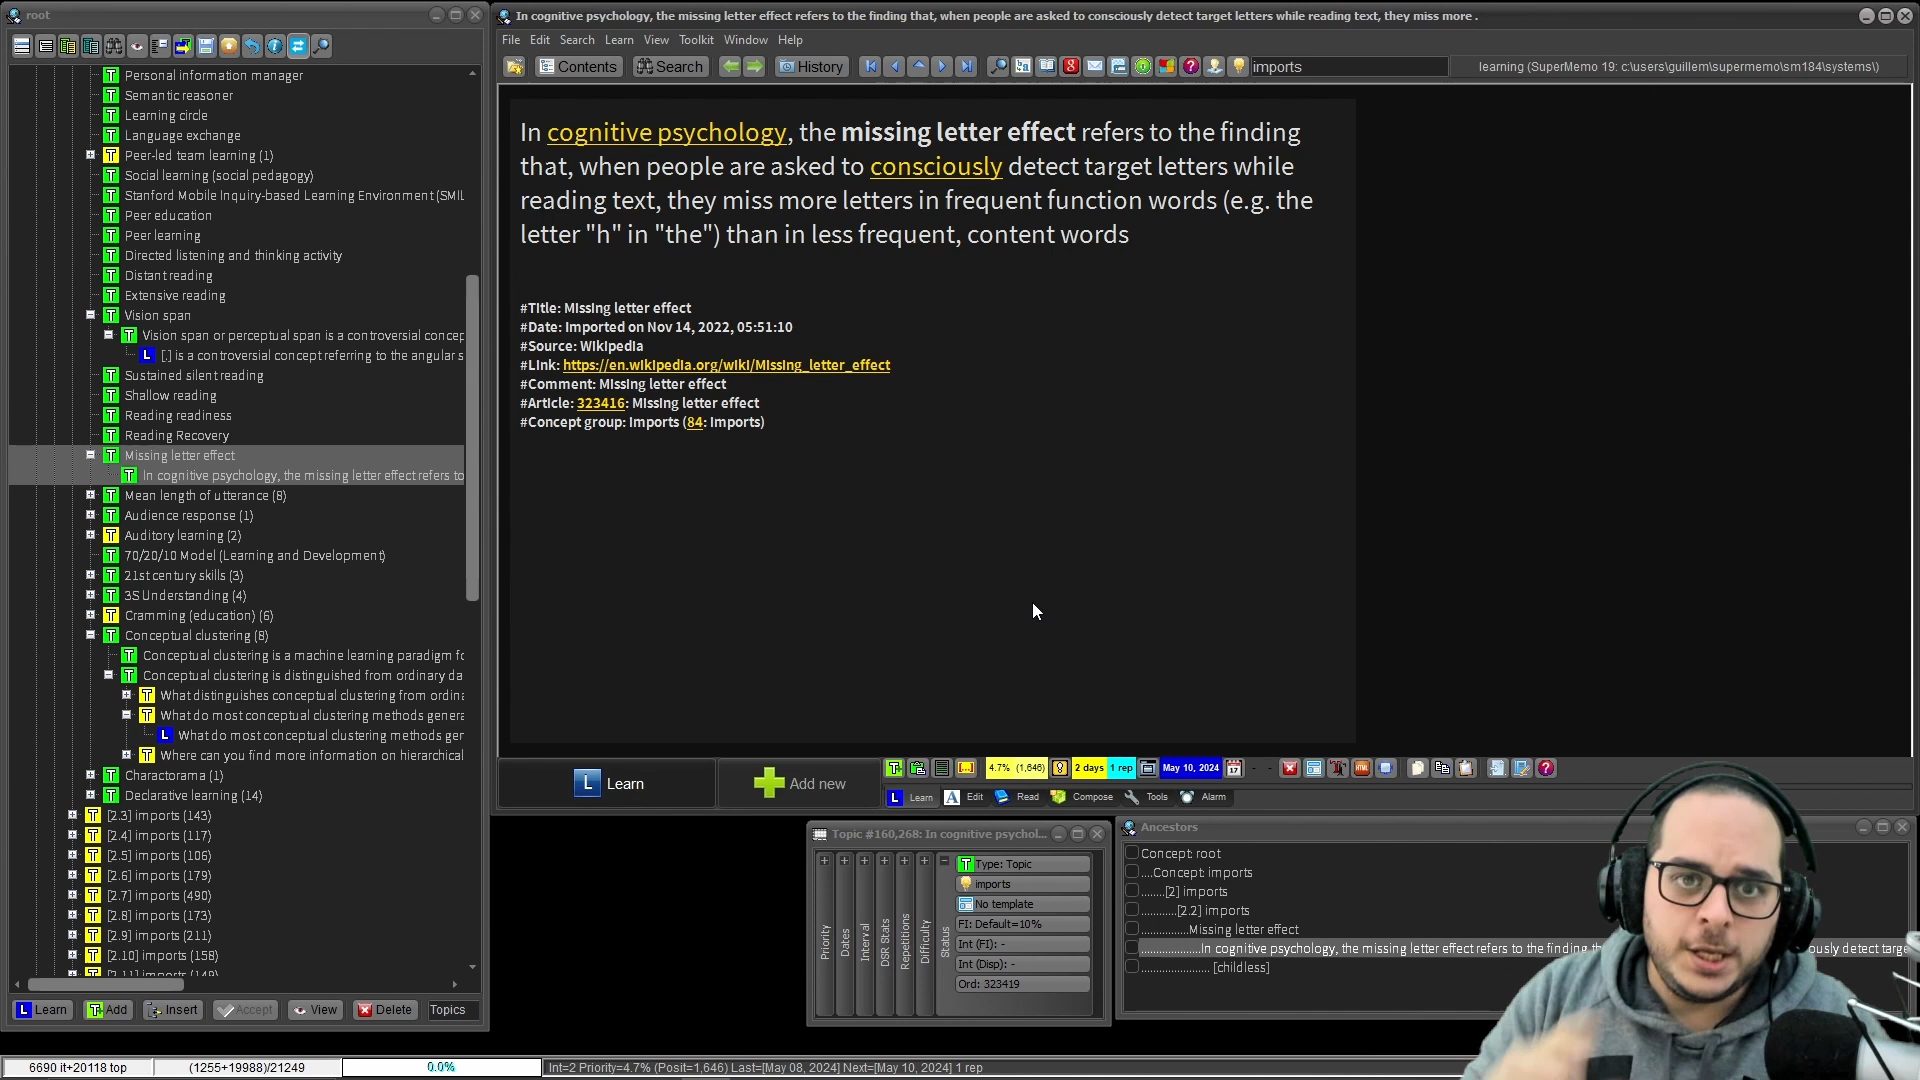 root
Personal information manager
Semantic reasoner
Learning circle
Language exchange
Peer-led team learning (1)
Social learning (social pedagogy)
Stanford Mobile Inquiry-based Learning Environment (SMIL
Peer education
Peer learning
Directed listening and thinking activity
Distant reading
Extensive reading
Vision span
Vision span or perceptual span is a controversial concep
L [.] is a controversial concept referring to the angular s
Sustained silent reading
Shallow reading
Reading readiness
Reading Recovery
Missing letter effect
In cognitive psychology, the missing letter effect refers to
Mean length of utterance (8)
Audience response (1)
Auditory learning (2)
70/20/10 Model (Learning and Development)
21st century skills (3)
3S Understanding (4)
Cramming (education) (6)
Conceptual clustering (8)
Conceptual clustering is a machine learning paradigm fo
Conceptual clustering is distinguished from ordinary da
What distinguishes conceptual clustering from ordina
What do most conceptual clustering methods genera
L What do most conceptual clustering methods ger
Where can you find more information on hierarchical
Charactorama (1)
Declarative learning (14)
[2.3] imports (143)
[2.4] imports (117)
[2.5] imports (106)
[2.6] imports (179)
[2.7] imports (490)
[2.8] imports (173)
[2.9] imports (211)
[2.10] imports (158)
[2.11] imports (149)
L Learn Add Insert Accept View Delete Topics
In cognitive psychology, the missing letter effect refers to the finding that, when people are asked to consciously detect target letters while reading text, they miss more .
File Edit Search Learn View Toolkit Window Help
Contents Search History imports learning (SuperMemo 19: c:\users\guillem\supermemo\sm184\systems\)
In cognitive psychology, the missing letter effect refers to the finding
that, when people are asked to consciously detect target letters while
reading text, they miss more letters in frequent function words (e.g. the
letter "h" in "the") than in less frequent, content words
#Title: Missing letter effect
#Date: Imported on Nov 14, 2022, 05:51:10
#Source: Wikipedia
#Link: https://en.wikipedia.org/wiki/Missing_letter_effect
#Comment: Missing letter effect
#Article: 323416: Missing letter effect
#Concept group: Imports (84: Imports)
L Learn Add new
4.7% (1,646) 2 days 1 rep May 10, 2024 17
L Learn A Edit Read Compose Tools Alarm
Topic #160,268: In cognitive psychol...
Priority
Dates
Interval
DSR Stats
Repetitions
Difficulty
Status
T Type: Topic
imports
No template
FI: Default=10%
Int (FI): -
Int (Disp): -
Ord: 323419
Ancestors
Concept: root
....Concept: imports
........[2] imports
............[2.2] imports
................Missing letter effect
....................In cognitive psychology, the missing letter effect refers to the finding th ously detect targe
........................ [childless]
6690 it+20118 top (1255+19988)/21249 0.0% Int=2 Priority=4.7% (Posit=1,646) Last=[May 08, 2024] Next=[May 10, 2024] 1 rep